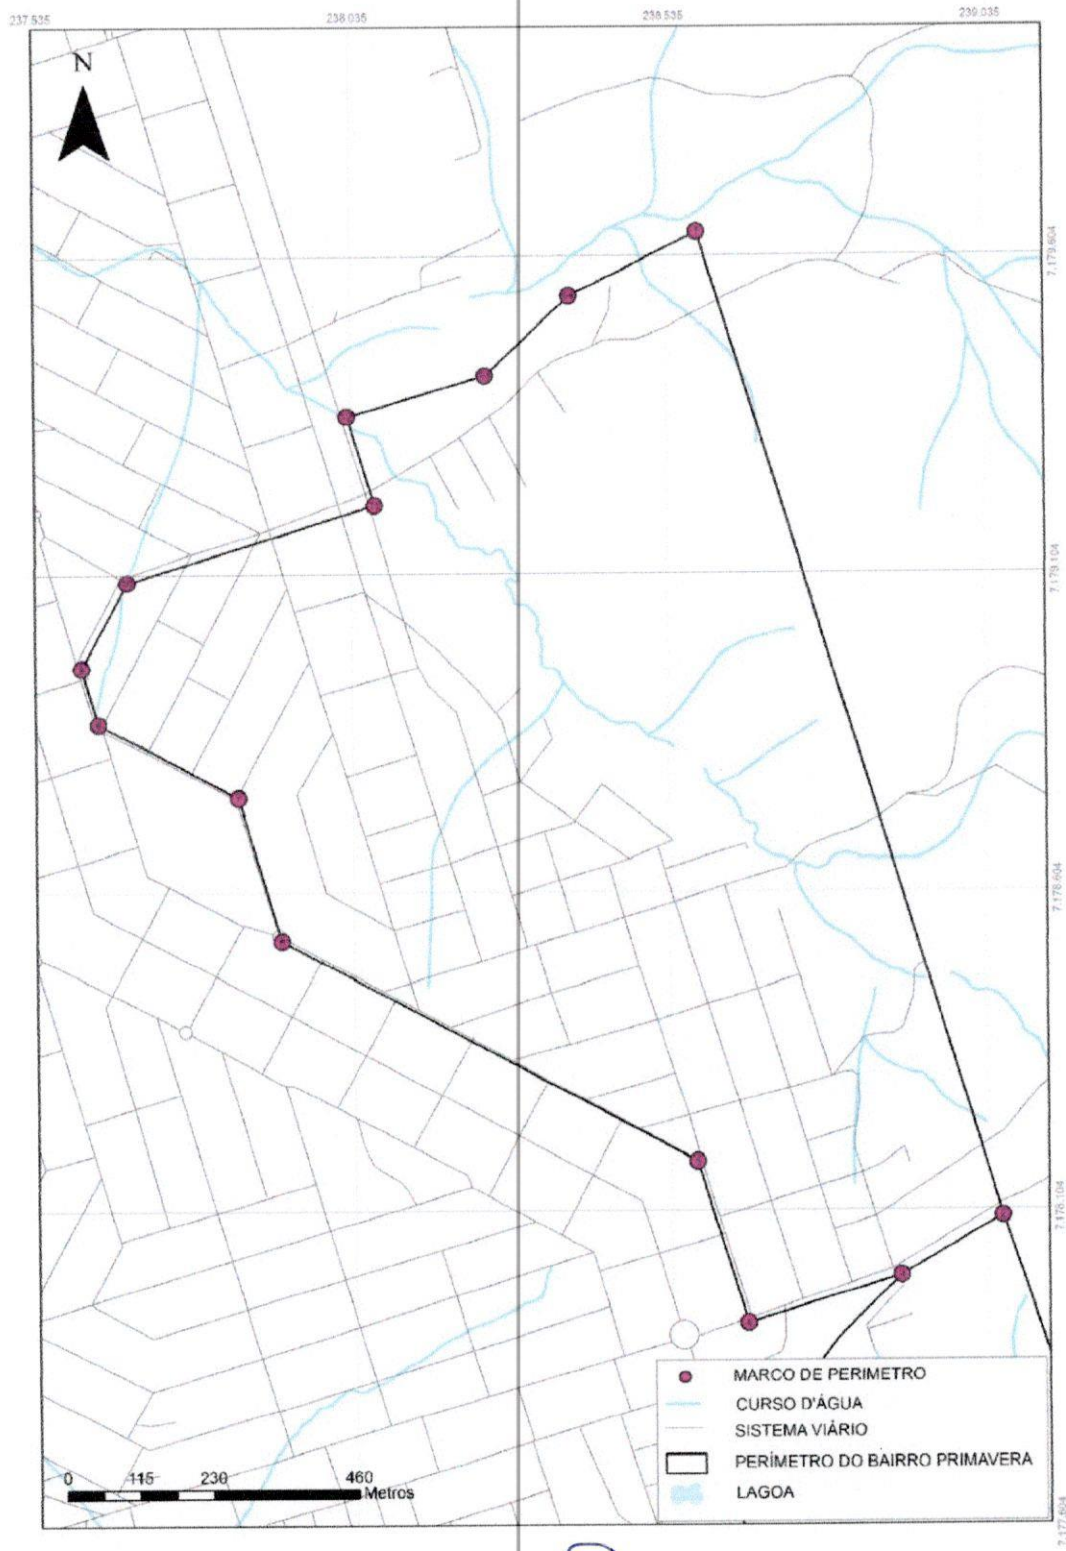 237.535 238.035 238.535 239.035
N
7.179.604
7.179.104
7.178.604
7.178.104
7.177.604
MARCO DE PERIMETRO
CURSO D'ÁGUA
SISTEMA VIÁRIO
PERÍMETRO DO BAIRRO PRIMAVERA
LAGOA
0 115 230 460
Metros